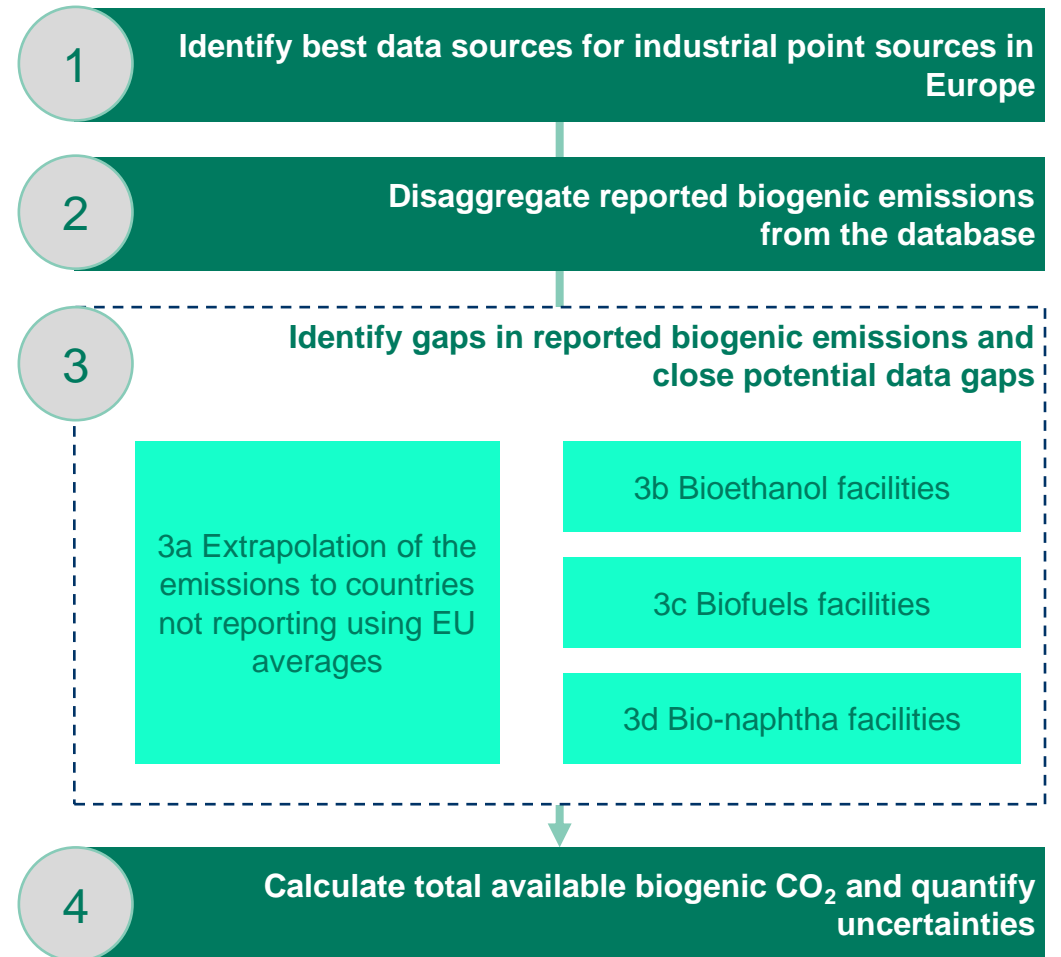 1
Identify best data sources for industrial point sources in
Europe
2
Disaggregate reported biogenic emissions
from the database
3
Identify gaps in reported biogenic emissions and
close potential data gaps
3a Extrapolation of the
emissions to countries
not reporting using EU
averages
3b Bioethanol facilities
3c Biofuels facilities
3d Bio-naphtha facilities
4
Calculate total available biogenic CO₂ and quantify
uncertainties